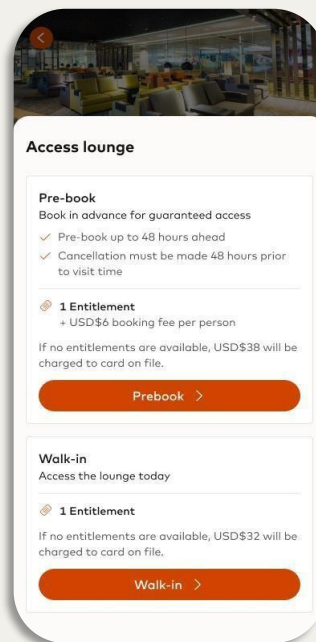 Access lounge
Pre-book
Book in advance for guaranteed access
Pre-book up to 48 hours ahead
Cancellation must be made 48 hours prior
to visit time
1 Entitlement
+ USD$6 booking fee per person
If no entitlements are available, USD$38 will be
charged to card on file.
Prebook
Walk-in
Access the lounge today
1 Entitlement
If no entitlements are available, USD$32 will be
charged to card on file.
Walk-in